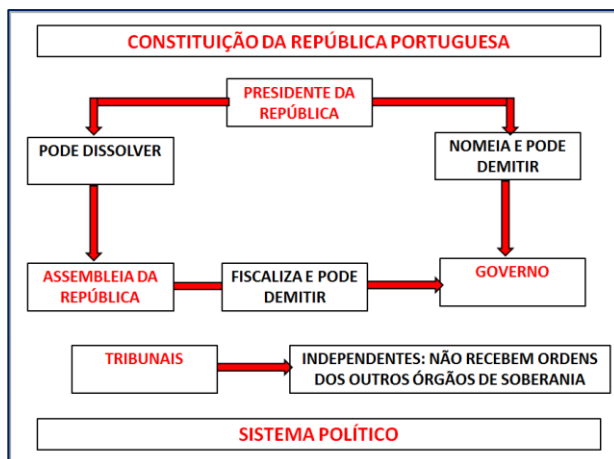 CONSTITUIÇÃO DA REPÚBLICA PORTUGUESA
PRESIDENTE DA
REPÚBLICA
PODE DISSOLVER
NOMEIA E PODE
DEMITIR
ASSEMBLEIA DA
REPÚBLICA
FISCALIZA E PODE
DEMITIR
GOVERNO
TRIBUNAIS
INDEPENDENTES: NÃO RECEBEM ORDENS
DOS OUTROS ÓRGÃOS DE SOBERANIA
SISTEMA POLÍTICO